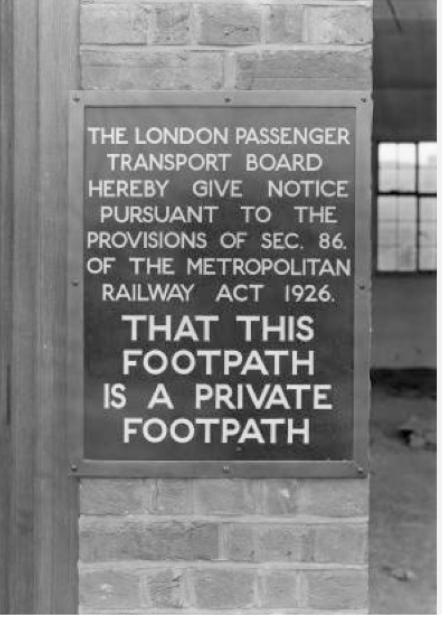 THE LONDON PASSENGER
TRANSPORT BOARD
HEREBY GIVE NOTICE
PURSUANT TO THE
PROVISIONS OF SEC. 86.
OF THE METROPOLITAN
RAILWAY ACT 1926.
THAT THIS
FOOTPATH
IS A PRIVATE
FOOTPATH